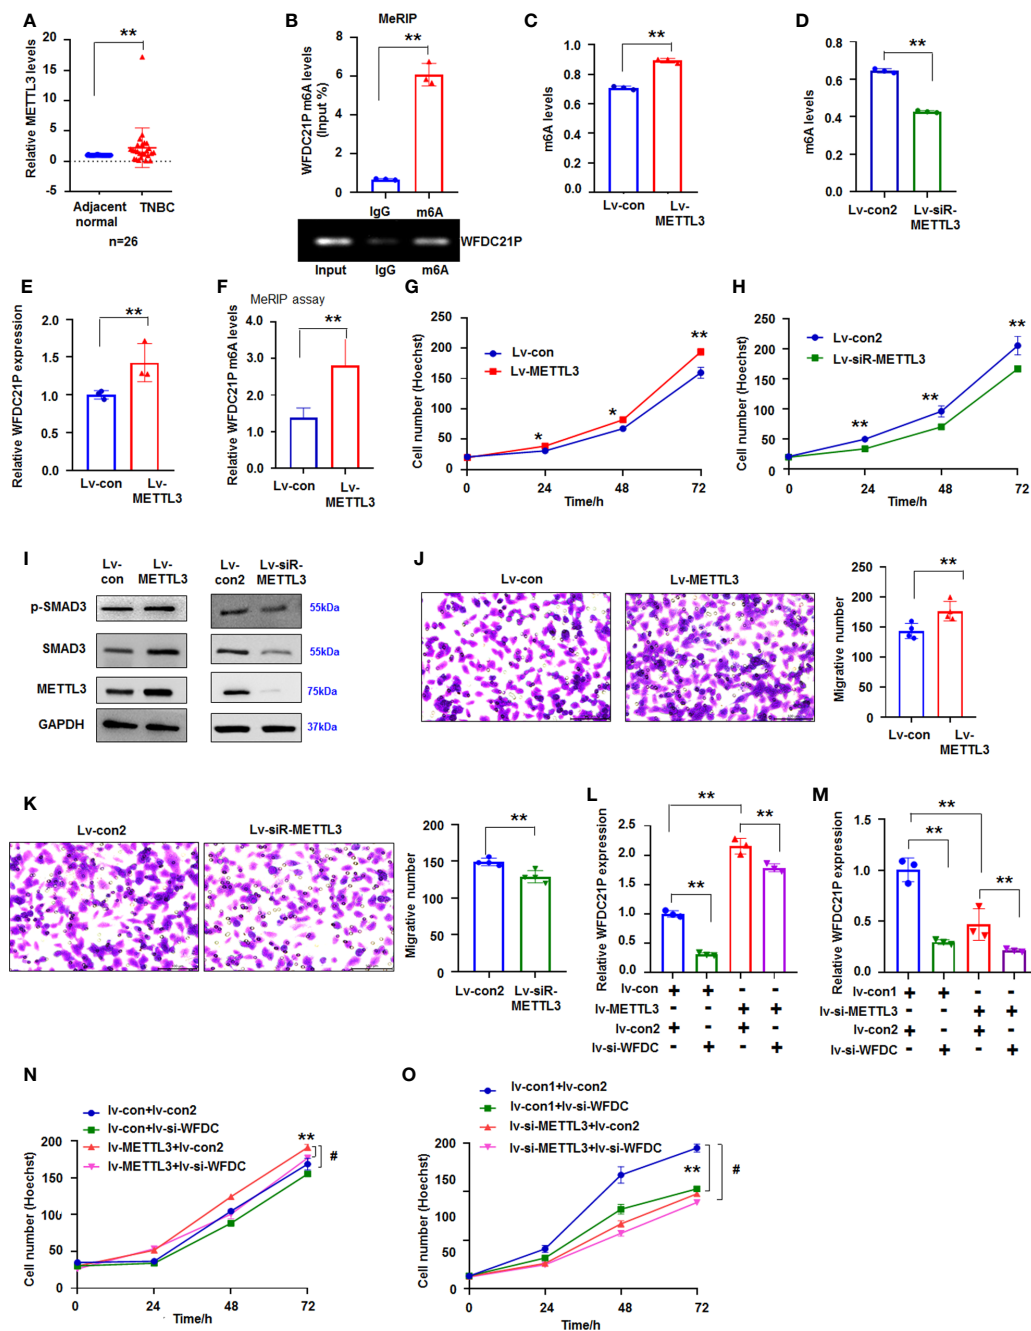 A
**
Relative METTL3 levels
20
15
10
5
0
-5
Adjacent normal
TNBC
n=26
B
MeRIP
**
WFDC21P m6A levels
(Input %)
8
6
4
2
0
IgG
m6A
WFDC21P
Input
IgG
m6A
C
**
m6A levels
1.0
0.8
0.6
0.4
0.2
0.0
Lv-con
Lv-
METTL3
D
**
m6A levels
0.8
0.6
0.4
0.2
0.0
Lv-con2
Lv-siR-
METTL3
E
**
Relative WFDC21P expression
2.0
1.5
1.0
0.5
0.0
Lv-con
Lv-
METTL3
F
MeRIP assay
**
Relative WFDC21P m6A levels
4.0
3.0
2.0
1.0
0.0
Lv-con
Lv-
METTL3
G
Lv-con
Lv-METTL3
Cell number (Hoechst)
250
200
150
100
50
0
*
*
**
0 24 48 72
Time/h
H
Lv-con2
Lv-siR-METTL3
Cell number (Hoechst)
250
200
150
100
50
0
**
**
**
0 24 48 72
Time/h
I
Lv-
con
Lv-
METTL3
Lv-
con2
Lv-siR-
METTL3
p-SMAD3
55kDa
SMAD3
55kDa
METTL3
75kDa
GAPDH
37kDa
J
Lv-con
Lv-METTL3
**
Migrative number
250
200
150
100
50
0
Lv-con
Lv-
METTL3
K
Lv-con2
Lv-siR-METTL3
**
Migrative number
200
150
100
50
0
Lv-con2
Lv-siR-
METTL3
L
**
**
**
Relative WFDC21P expression
2.5
2.0
1.5
1.0
0.5
0.0
lv-con + + - -
lv-METTL3 - - + +
lv-con2 + - + -
lv-si-WFDC - + - +
M
**
**
**
Relative WFDC21P expression
1.5
1.0
0.5
0.0
lv-con1 + + - -
lv-si-METTL3 - - + +
lv-con2 + - + -
lv-si-WFDC - + - +
N
lv-con+lv-con2
lv-con+lv-si-WFDC
lv-METTL3+lv-con2
lv-METTL3+lv-si-WFDC
Cell number (Hoechst)
200
150
100
50
0
**
#
0 24 48 72
Time/h
O
lv-con1+lv-con2
lv-con1+lv-si-WFDC
lv-si-METTL3+lv-con2
lv-si-METTL3+lv-si-WFDC
Cell number (Hoechst)
200
150
100
50
0
**
#
0 24 48 72
Time/h